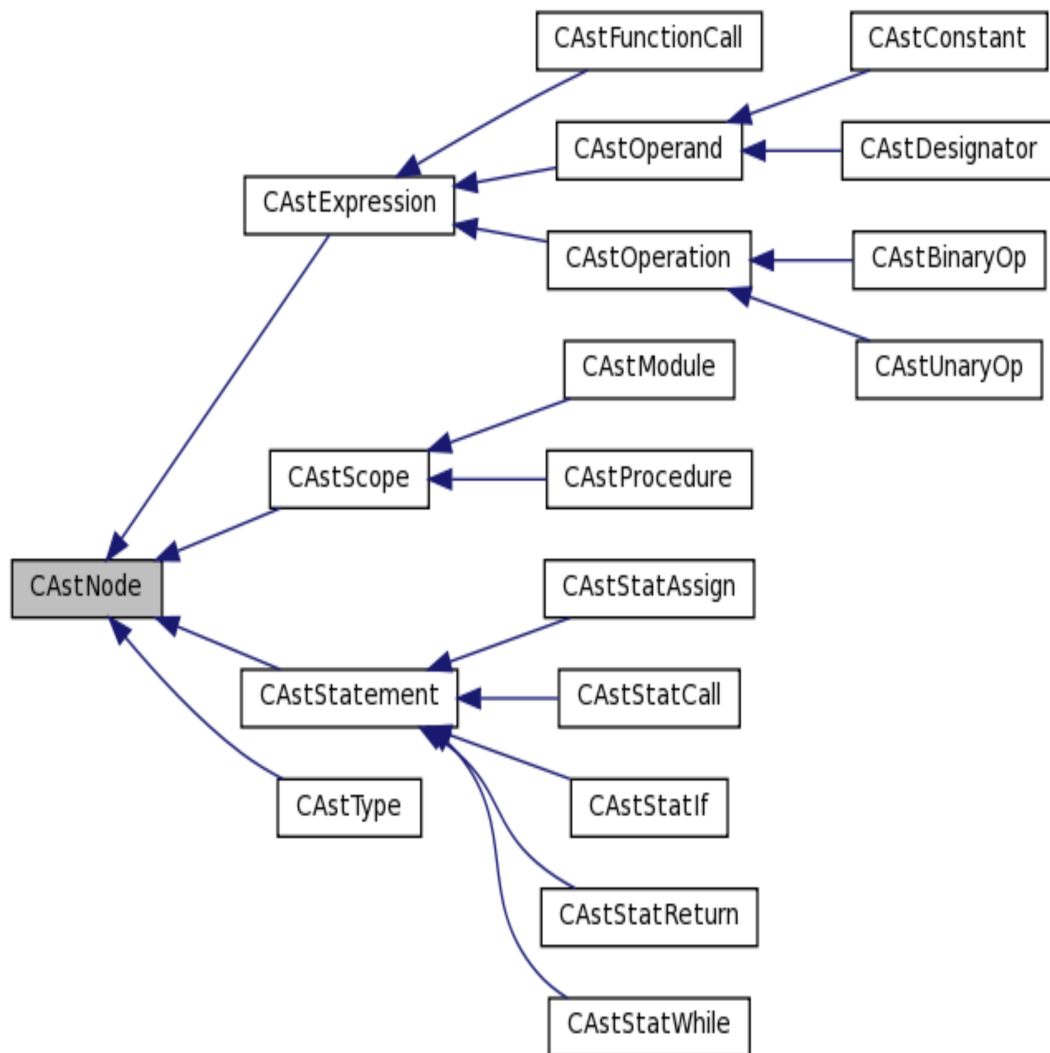 CAstFunctionCall
CAstConstant
CAstOperand
CAstDesignator
CAstExpression
CAstOperation
CAstBinaryOp
CAstUnaryOp
CAstModule
CAstScope
CAstProcedure
CAstNode
CAstStatAssign
CAstStatement
CAstStatCall
CAstType
CAstStatIf
CAstStatReturn
CAstStatWhile